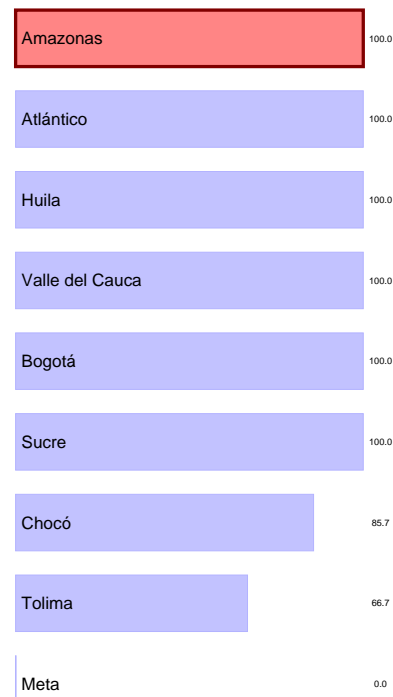 Amazonas 100.0
Atlántico 100.0
Huila 100.0
Valle del Cauca 100.0
Bogotá 100.0
Sucre 100.0
Chocó 85.7
Tolima 66.7
Meta 0.0